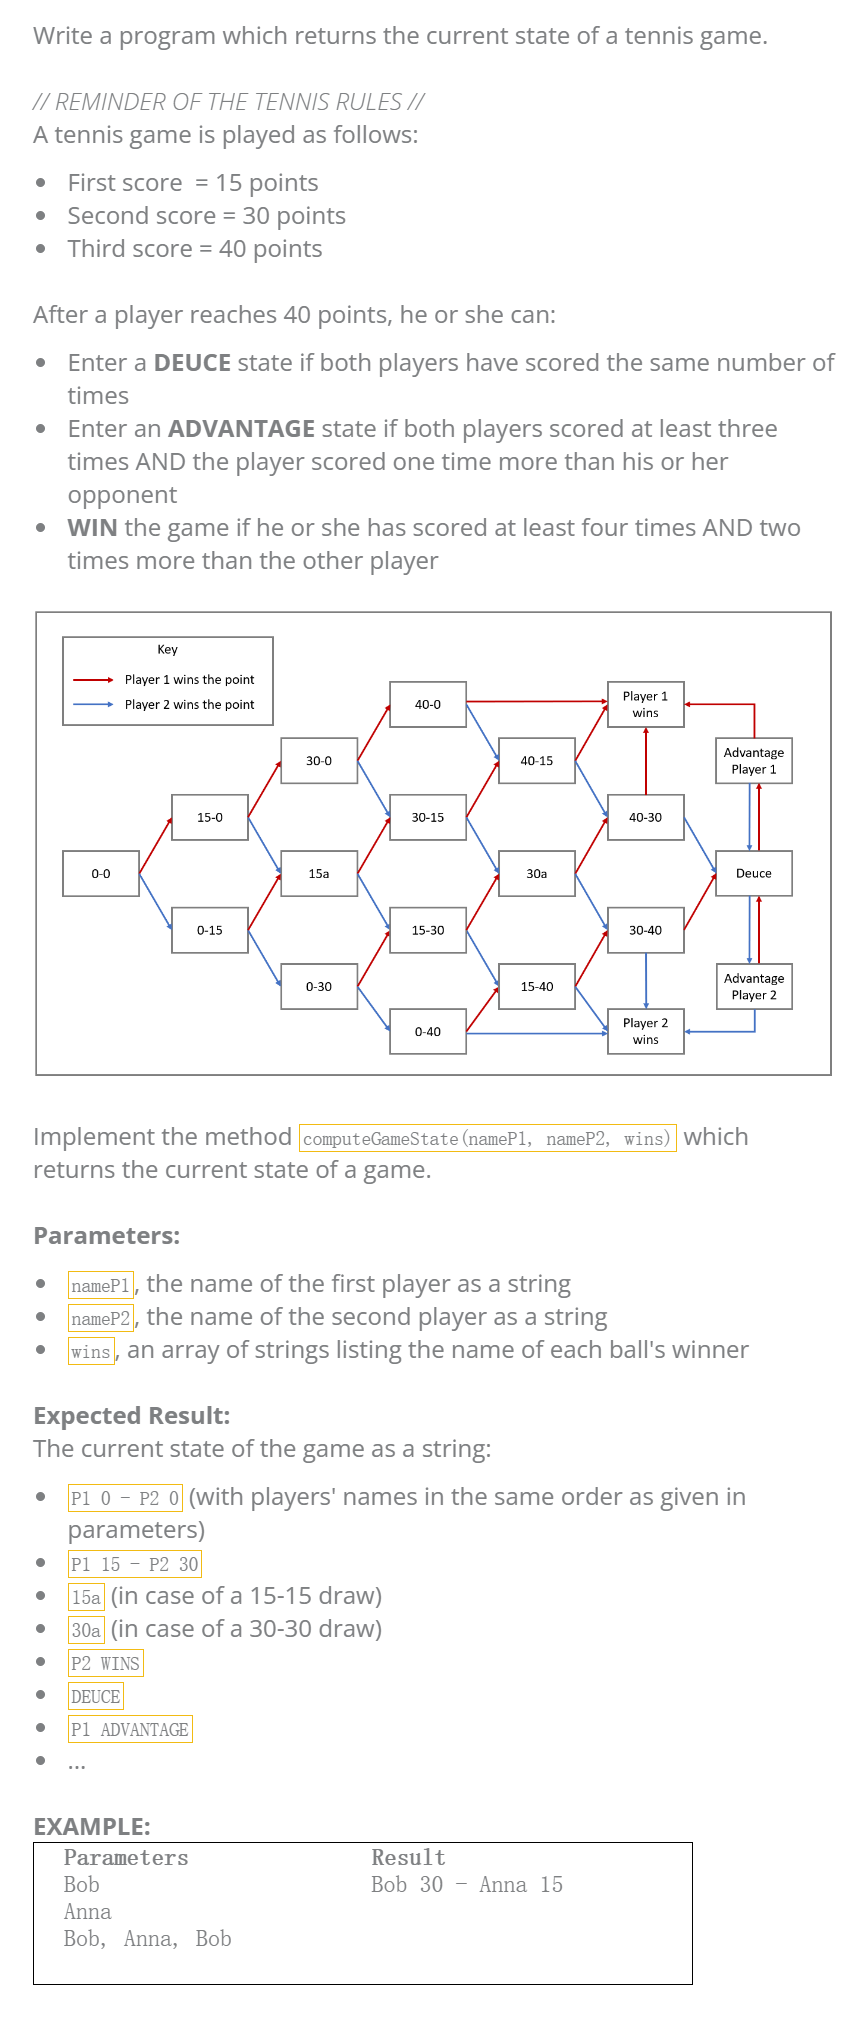 Write a program which returns the current state of a tennis game.
// REMINDER OF THE TENNIS RULES //
A tennis game is played as follows:
• First score = 15 points
• Second score = 30 points
• Third score = 40 points
After a player reaches 40 points, he or she can:
• Enter a DEUCE state if both players have scored the same number of
times
• Enter an ADVANTAGE state if both players scored at least three
times AND the player scored one time more than his or her
opponent
• WIN the game if he or she has scored at least four times AND two
times more than the other player
Key
Player 1 wins the point
Player 2 wins the point
40-0
Player 1
wins
30-0
40-15
Advantage
Player 1
15-0
30-15
40-30
0-0
15a
30a
Deuce
0-15
15-30
30-40
0-30
15-40
Advantage
Player 2
0-40
Player 2
wins
Implement the method computeGameState(nameP1, nameP2, wins) which
returns the current state of a game.
Parameters:
• nameP1, the name of the first player as a string
• nameP2, the name of the second player as a string
• wins, an array of strings listing the name of each ball's winner
Expected Result:
The current state of the game as a string:
• P1 0 - P2 0 (with players' names in the same order as given in
parameters)
• P1 15 - P2 30
• 15a (in case of a 15-15 draw)
• 30a (in case of a 30-30 draw)
• P2 WINS
• DEUCE
• P1 ADVANTAGE
• ...
EXAMPLE:
Parameters Result
Bob Bob 30 - Anna 15
Anna
Bob, Anna, Bob